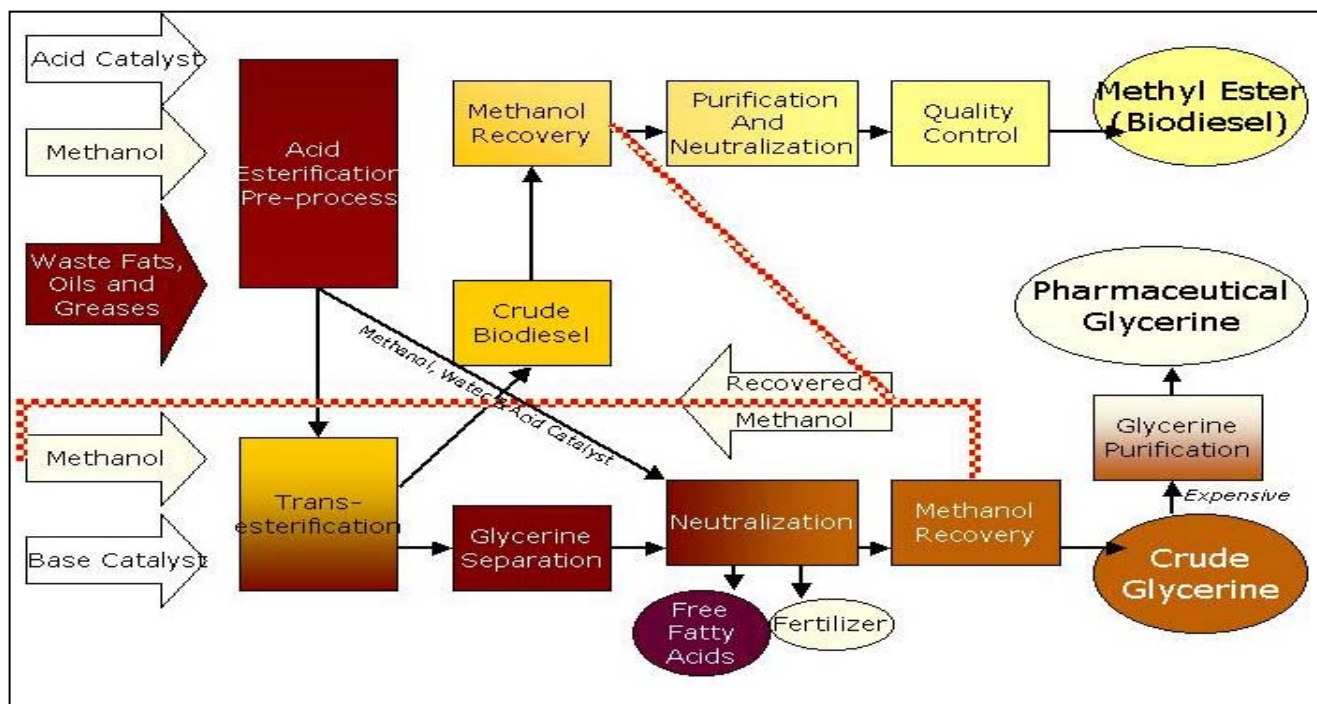 Acid Catalyst
Methanol
Waste Fats,
Oils and
Greases
Acid
Esterification
Pre-process
Methanol
Recovery
Purification
And
Neutralization
Quality
Control
Methyl Ester
(Biodiesel)
Crude
Biodiesel
Methanol, Water & Acid Catalyst
Recovered
Methanol
Pharmaceutical
Glycerine
Glycerine
Purification
Expensive
Methanol
Base Catalyst
Trans-
esterification
Glycerine
Separation
Neutralization
Methanol
Recovery
Crude
Glycerine
Free
Fatty
Acids
Fertilizer